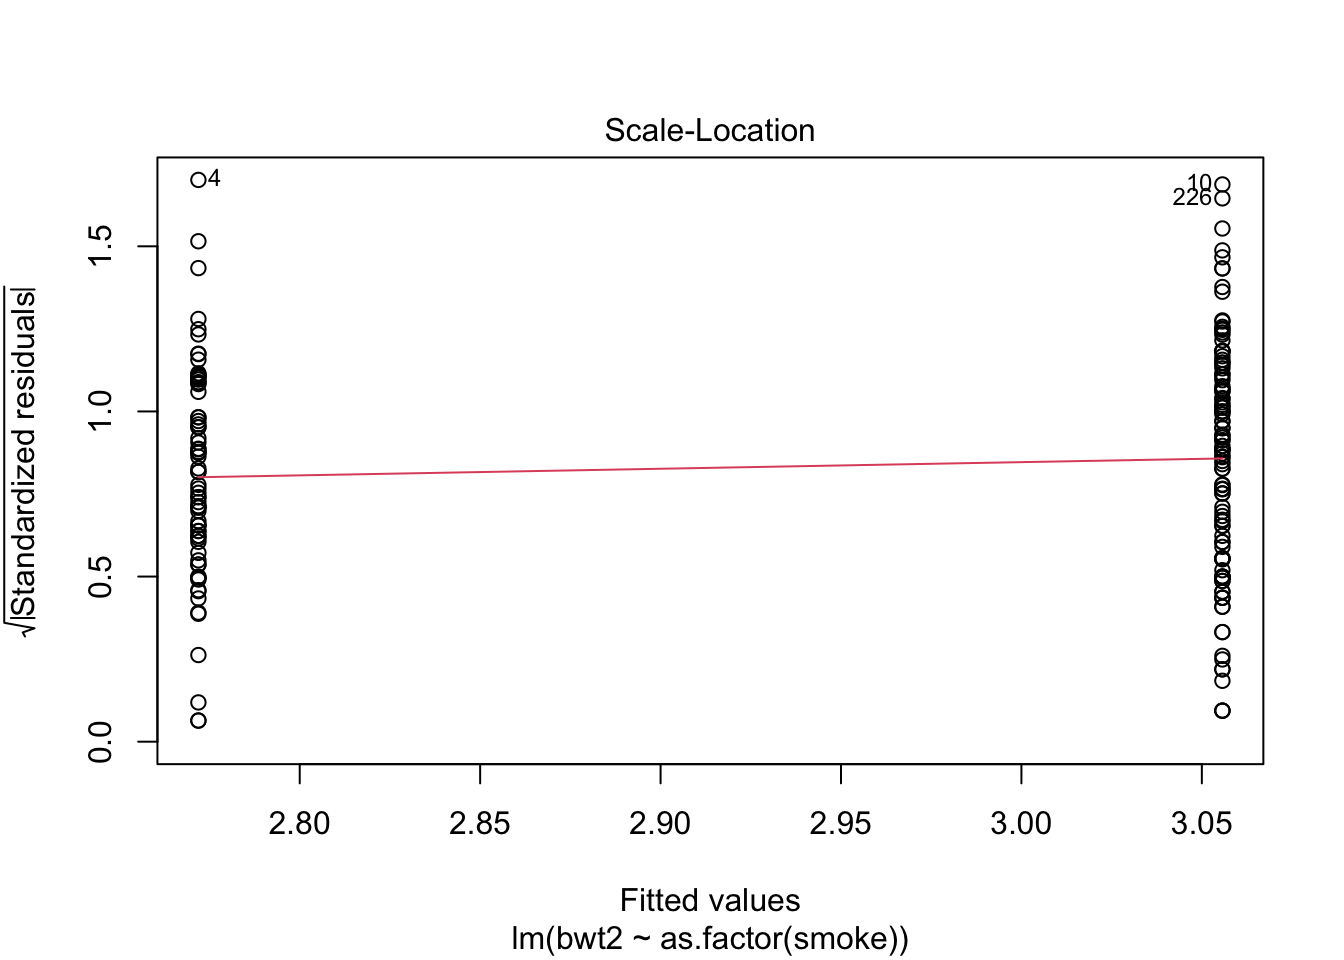 Scale-Location
4
10
226
1.5
1.0
0.5
0.0
√|Standardized residuals|
2.80 2.85 2.90 2.95 3.00 3.05
Fitted values
lm(bwt2 ~ as.factor(smoke))